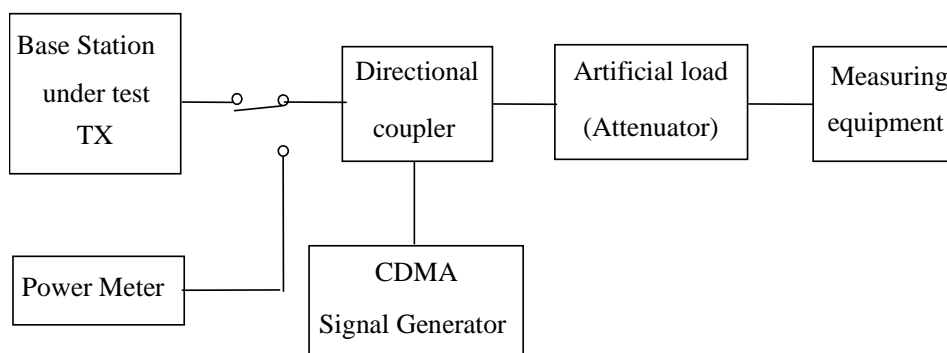 Base Station
under test
TX
Directional
coupler
Artificial load
(Attenuator)
Measuring
equipment
Power Meter
CDMA
Signal Generator